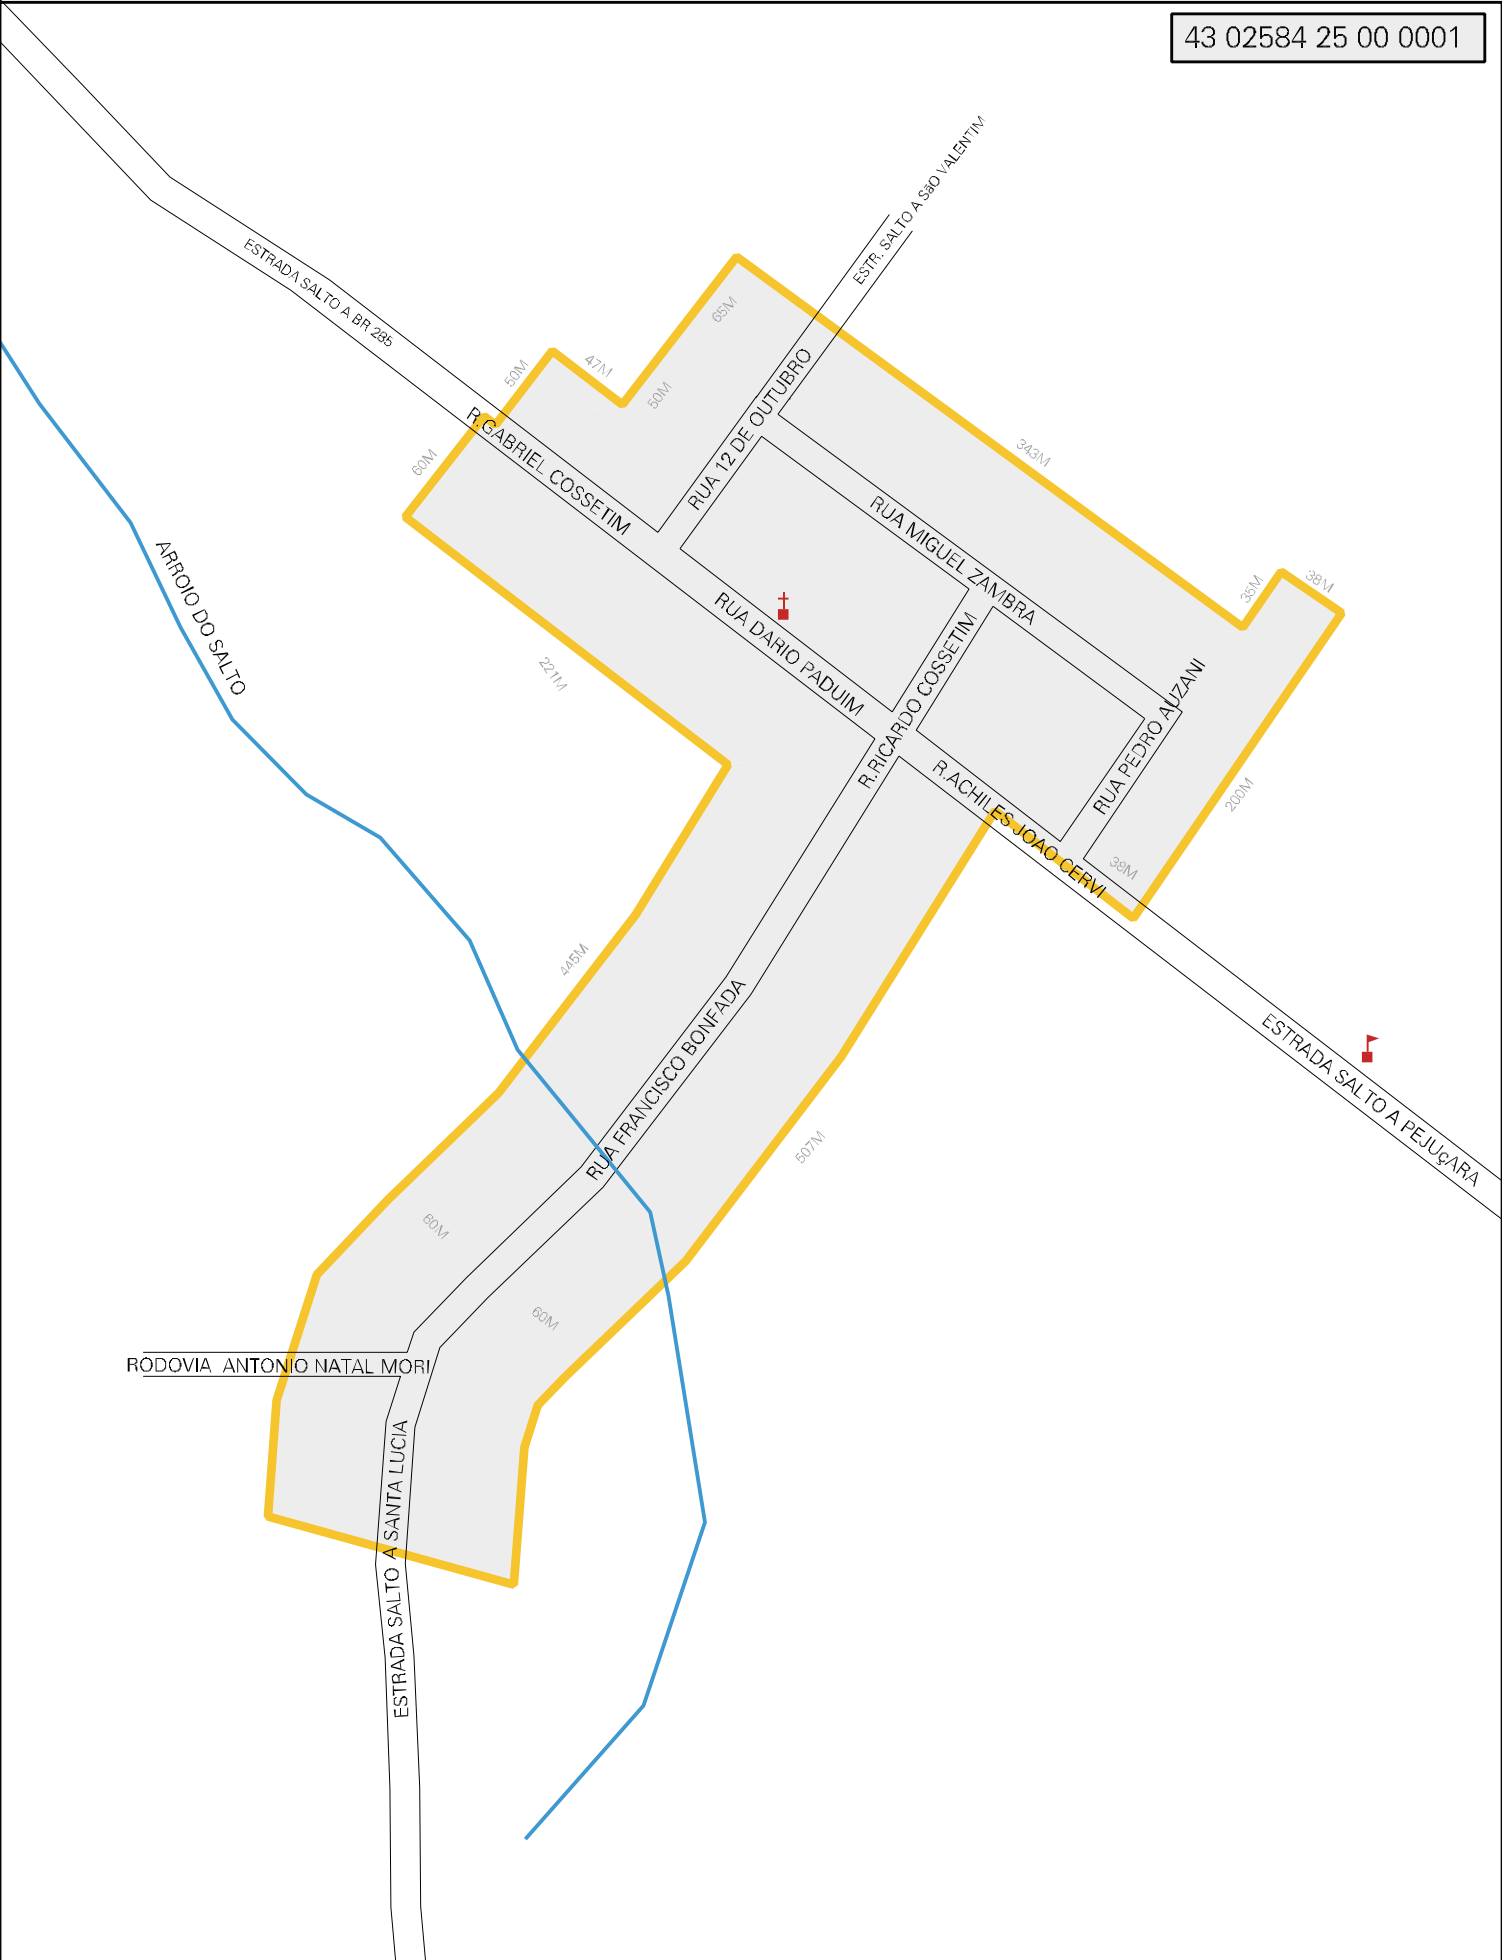 43 02584 25 00 0001
ESTR. SALTO A SãO VALENTIM
ESTRADA SALTO A BR 285
65M
50M
47M
50M
RUA 12 DE OUTUBRO
R.GABRIEL COSSETIM
60M
343M
RUA MIGUEL ZAMBRA
35M
38M
ARROIO DO SALTO
RUA DARIO PADUIM
R.RICARDO COSSETIM
221M
RUA PEDRO AUZANI
R.ACHILES JOAO CERVI
200M
38M
445M
RUA FRANCISCO BONFADA
ESTRADA SALTO A PEJUçARA
507M
60M
60M
RODOVIA ANTONIO NATAL MORI
ESTRADA SALTO A SANTA LUCIA